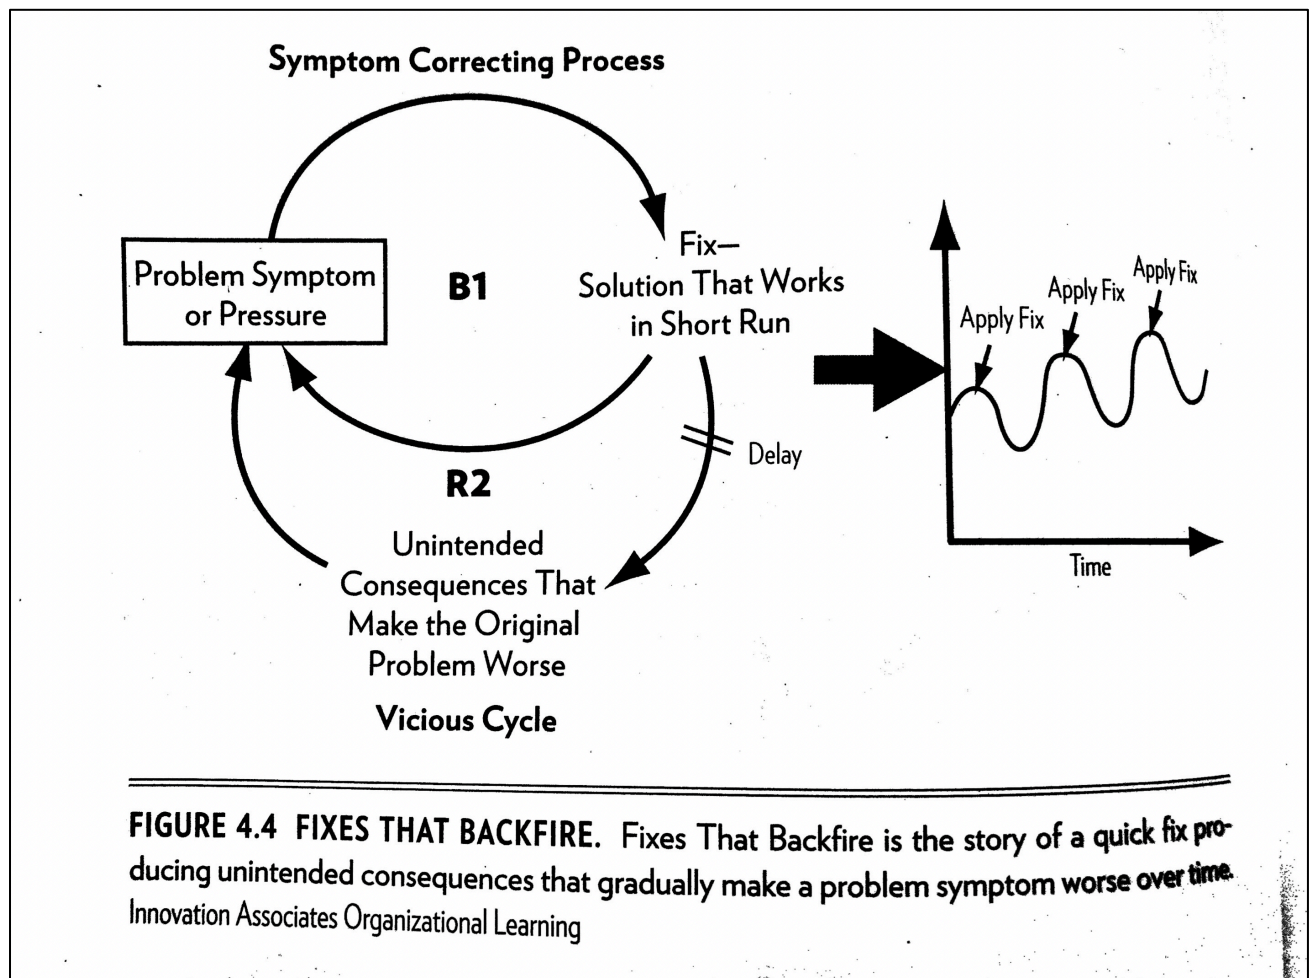 Symptom Correcting Process
Problem Symptom
or Pressure
B1
Fix—
Solution That Works
in Short Run
R2
Delay
Unintended
Consequences That
Make the Original
Problem Worse
Vicious Cycle
Apply Fix
Apply Fix
Apply Fix
Time
FIGURE 4.4 FIXES THAT BACKFIRE. Fixes That Backfire is the story of a quick fix pro-
ducing unintended consequences that gradually make a problem symptom worse over time.
Innovation Associates Organizational Learning